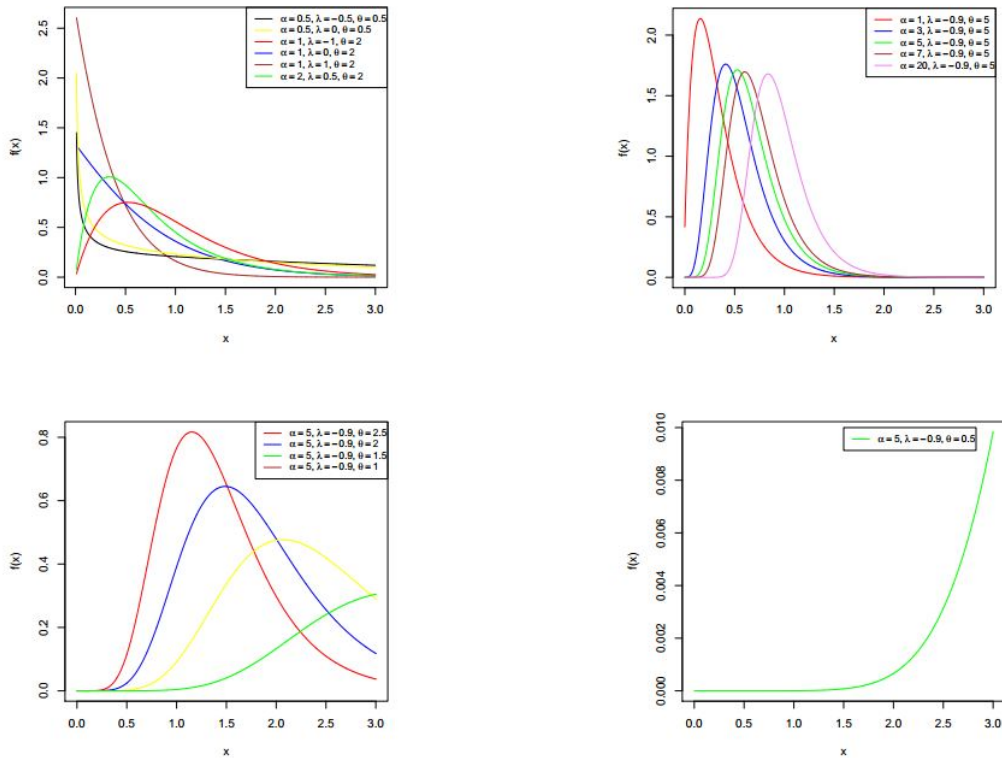 α=0.5, λ=−0.5, θ=0.5
α=0.5, λ=0, θ=0.5
α=1, λ=−1, θ=2
α=1, λ=0, θ=2
α=1, λ=1, θ=2
α=2, λ=0.5, θ=2
2.5
2.0
1.5
1.0
0.5
0.0
f(x)
0.0 0.5 1.0 1.5 2.0 2.5 3.0
x
α=1, λ=−0.9, θ=5
α=3, λ=−0.9, θ=5
α=5, λ=−0.9, θ=5
α=7, λ=−0.9, θ=5
α=20, λ=−0.9, θ=5
2.0
1.5
1.0
0.5
0.0
f(x)
0.0 0.5 1.0 1.5 2.0 2.5 3.0
x
α=5, λ=−0.9, θ=2.5
α=5, λ=−0.9, θ=2
α=5, λ=−0.9, θ=1.5
α=5, λ=−0.9, θ=1
0.8
0.6
0.4
0.2
0.0
f(x)
0.0 0.5 1.0 1.5 2.0 2.5 3.0
x
α=5, λ=−0.9, θ=0.5
0.010
0.008
0.006
0.004
0.002
0.000
f(x)
0.0 0.5 1.0 1.5 2.0 2.5 3.0
x